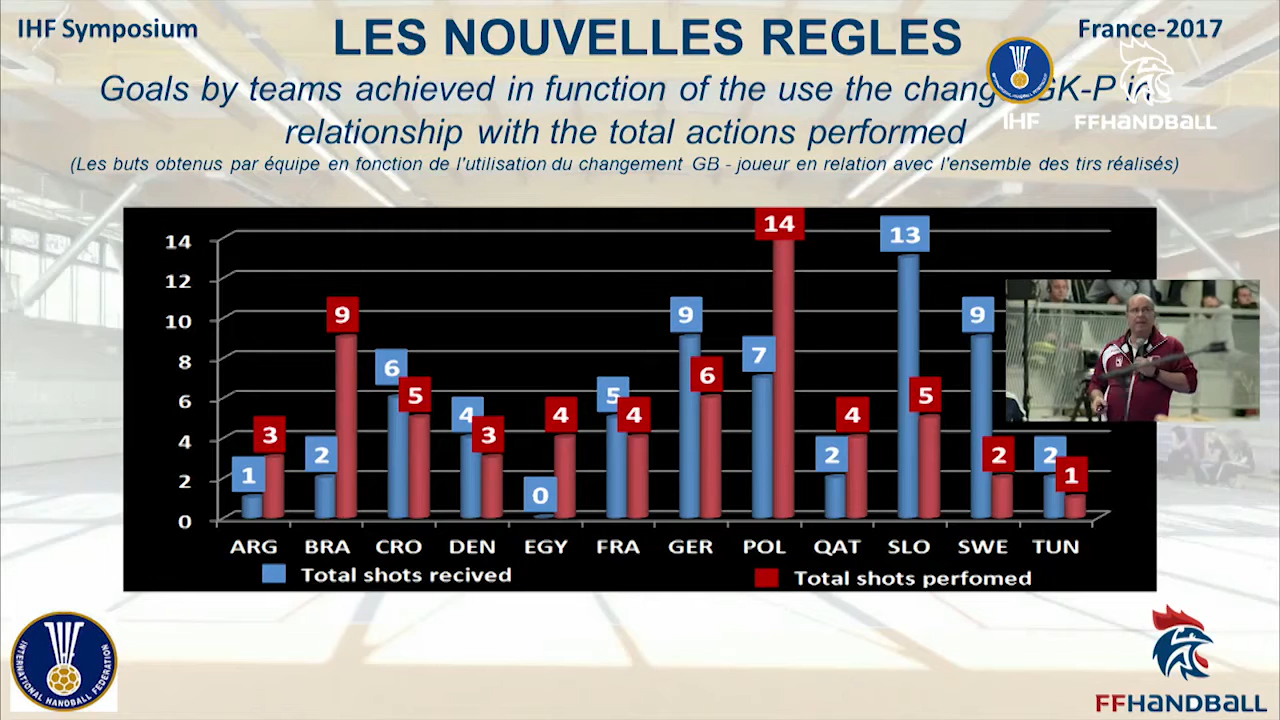 IHF Symposium
LES NOUVELLES REGLES
France-2017
Goals by teams achieved in function of the use the chang GK-P in
IHF
FFHANDBALL
relationship with the total actions performed
(Les buts obtenus par équipe en fonction de l'utilisation du changement GB - joueur en relation avec l'ensemble des tirs réalisés)
14
12
10
8
6
4
2
0
1 3
2 9
6 5
4 3
0 4
5 4
9 6
7 14
2 4
13 5
9 2
2 1
ARG BRA CRO DEN EGY FRA GER POL QAT SLO SWE TUN
Total shots recived
Total shots perfomed
INTERNATIONAL HANDBALL FEDERATION
FFHANDBALL